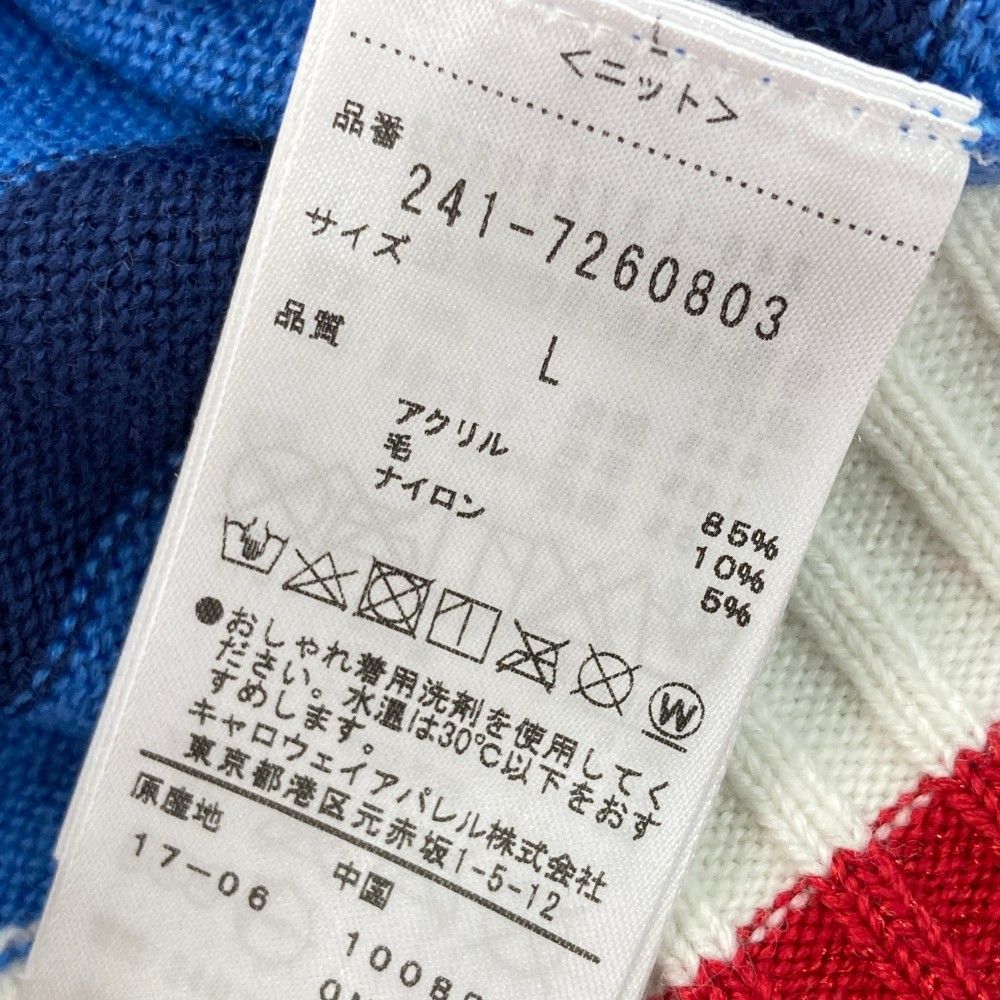 L
<ニット>
品番
241-7260803
サイズ
L
品質
アクリル 85%
毛 10%
ナイロン 5%
W
●おしゃれ着用洗剤を使用してく
ださい。水温は30℃以下をおす
すめします。
キャロウェイアパレル株式会社
東京都港区元赤坂1-5-12
原産地 中国
17-06
1008